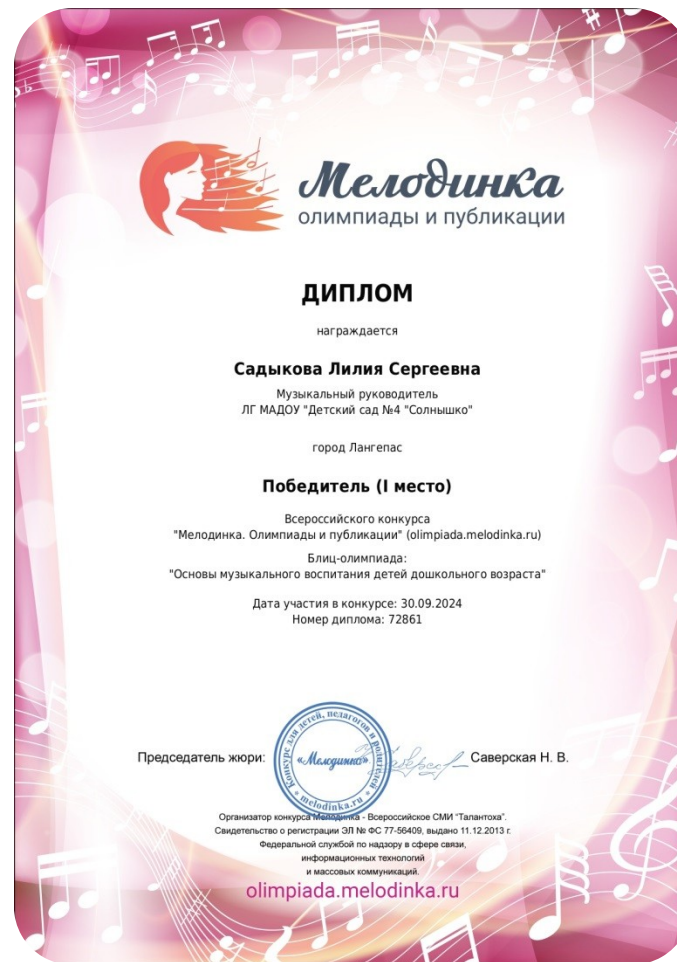 Мелодинка
олимпиады и публикации
ДИПЛОМ
награждается
Садыкова Лилия Сергеевна
Музыкальный руководитель
ЛГ МАДОУ "Детский сад №4 "Солнышко"
город Лангепас
Победитель (I место)
Всероссийского конкурса
"Мелодинка. Олимпиады и публикации" (olimpiada.melodinka.ru)
Блиц-олимпиада:
"Основы музыкального воспитания детей дошкольного возраста"
Дата участия в конкурсе: 30.09.2024
Номер диплома: 72861
Председатель жюри:
Конкурс для детей, педагогов и родителей
«Мелодинка»
melodinka.ru
Саверская Н. В.
Организатор конкурса Мелодинка - Всероссийское СМИ "Талантоха".
Свидетельство о регистрации ЭЛ № ФС 77-56409, выдано 11.12.2013 г.
Федеральной службой по надзору в сфере связи,
информационных технологий
и массовых коммуникаций.
olimpiada.melodinka.ru